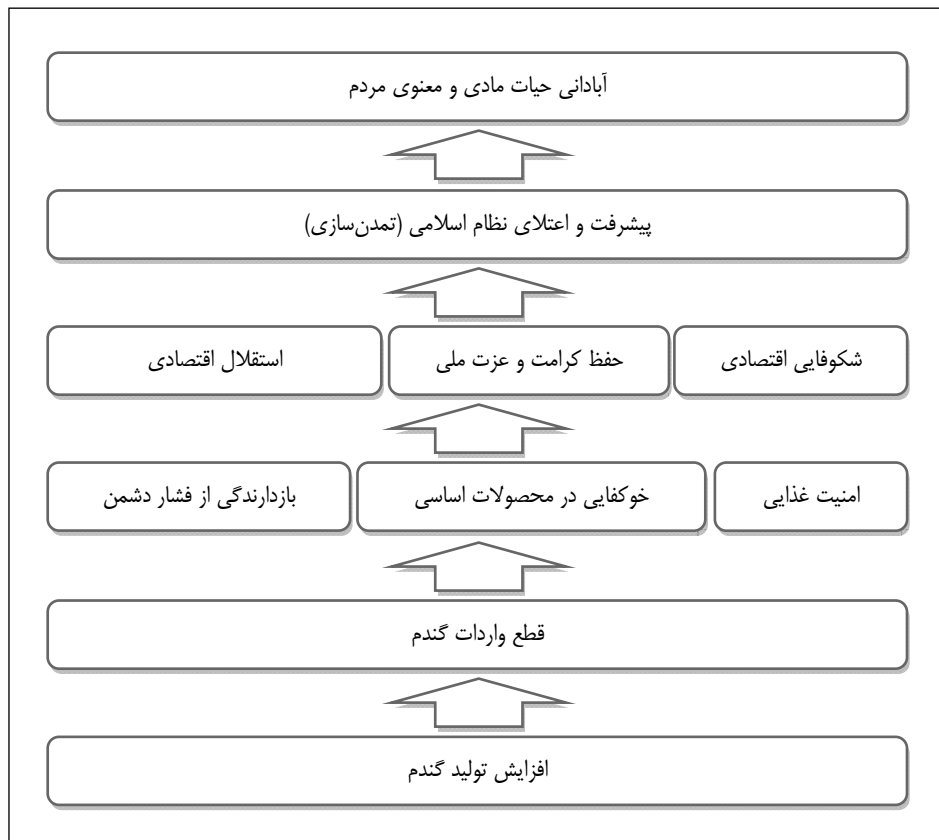 آبادانی حیات مادی و معنوی مردم
پیشرفت و اعتلای نظام اسلامی (تمدن‌سازی)
شکوفایی اقتصادی
حفظ کرامت و عزت ملی
استقلال اقتصادی
امنیت غذایی
خوکفایی در محصولات اساسی
بازدارندگی از فشار دشمن
قطع واردات گندم
افزایش تولید گندم